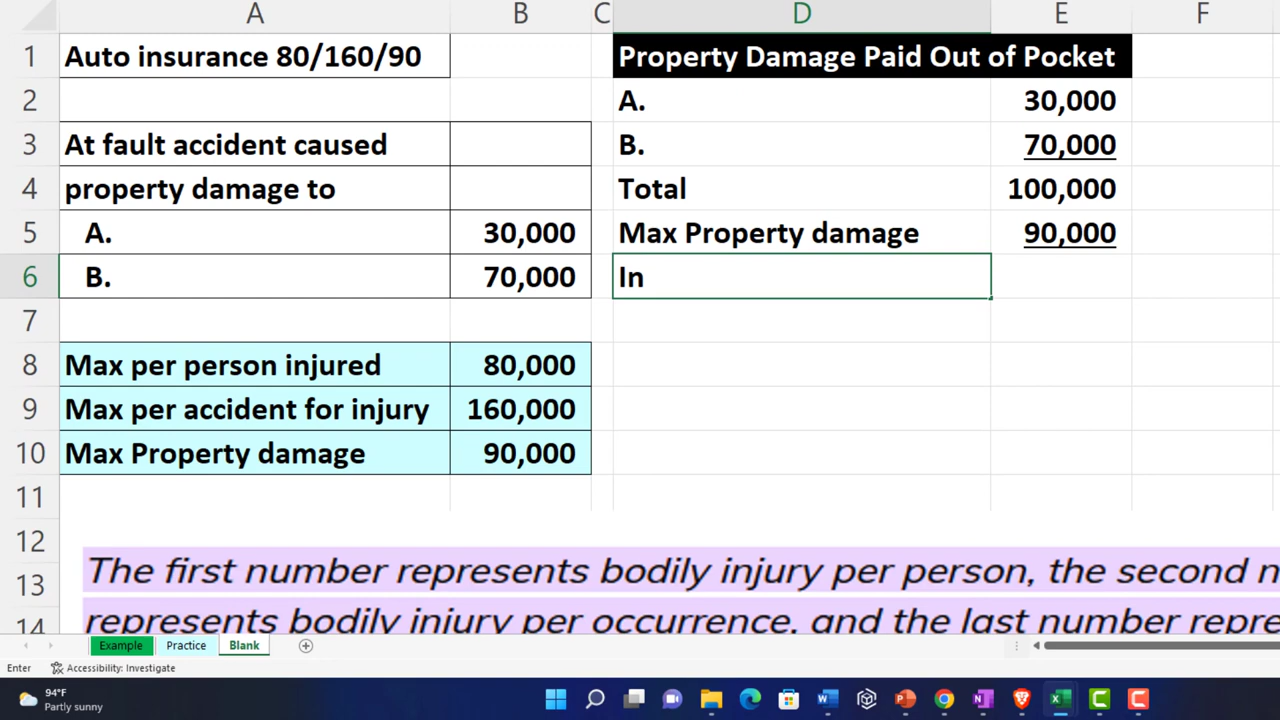 A B C D E F
1 Auto insurance 80/160/90 Property Damage Paid Out of Pocket
2 A. 30,000
3 At fault accident caused B. 70,000
4 property damage to Total 100,000
5 A. 30,000 Max Property damage 90,000
6 B. 70,000 In
7
8 Max per person injured 80,000
9 Max per accident for injury 160,000
10 Max Property damage 90,000
11
12
The first number represents bodily injury per person, the second n
13
14 represents bodily injury per occurrence, and the last number repre
Example Practice Blank
Enter Accessibility: Investigate
94°F
Partly sunny